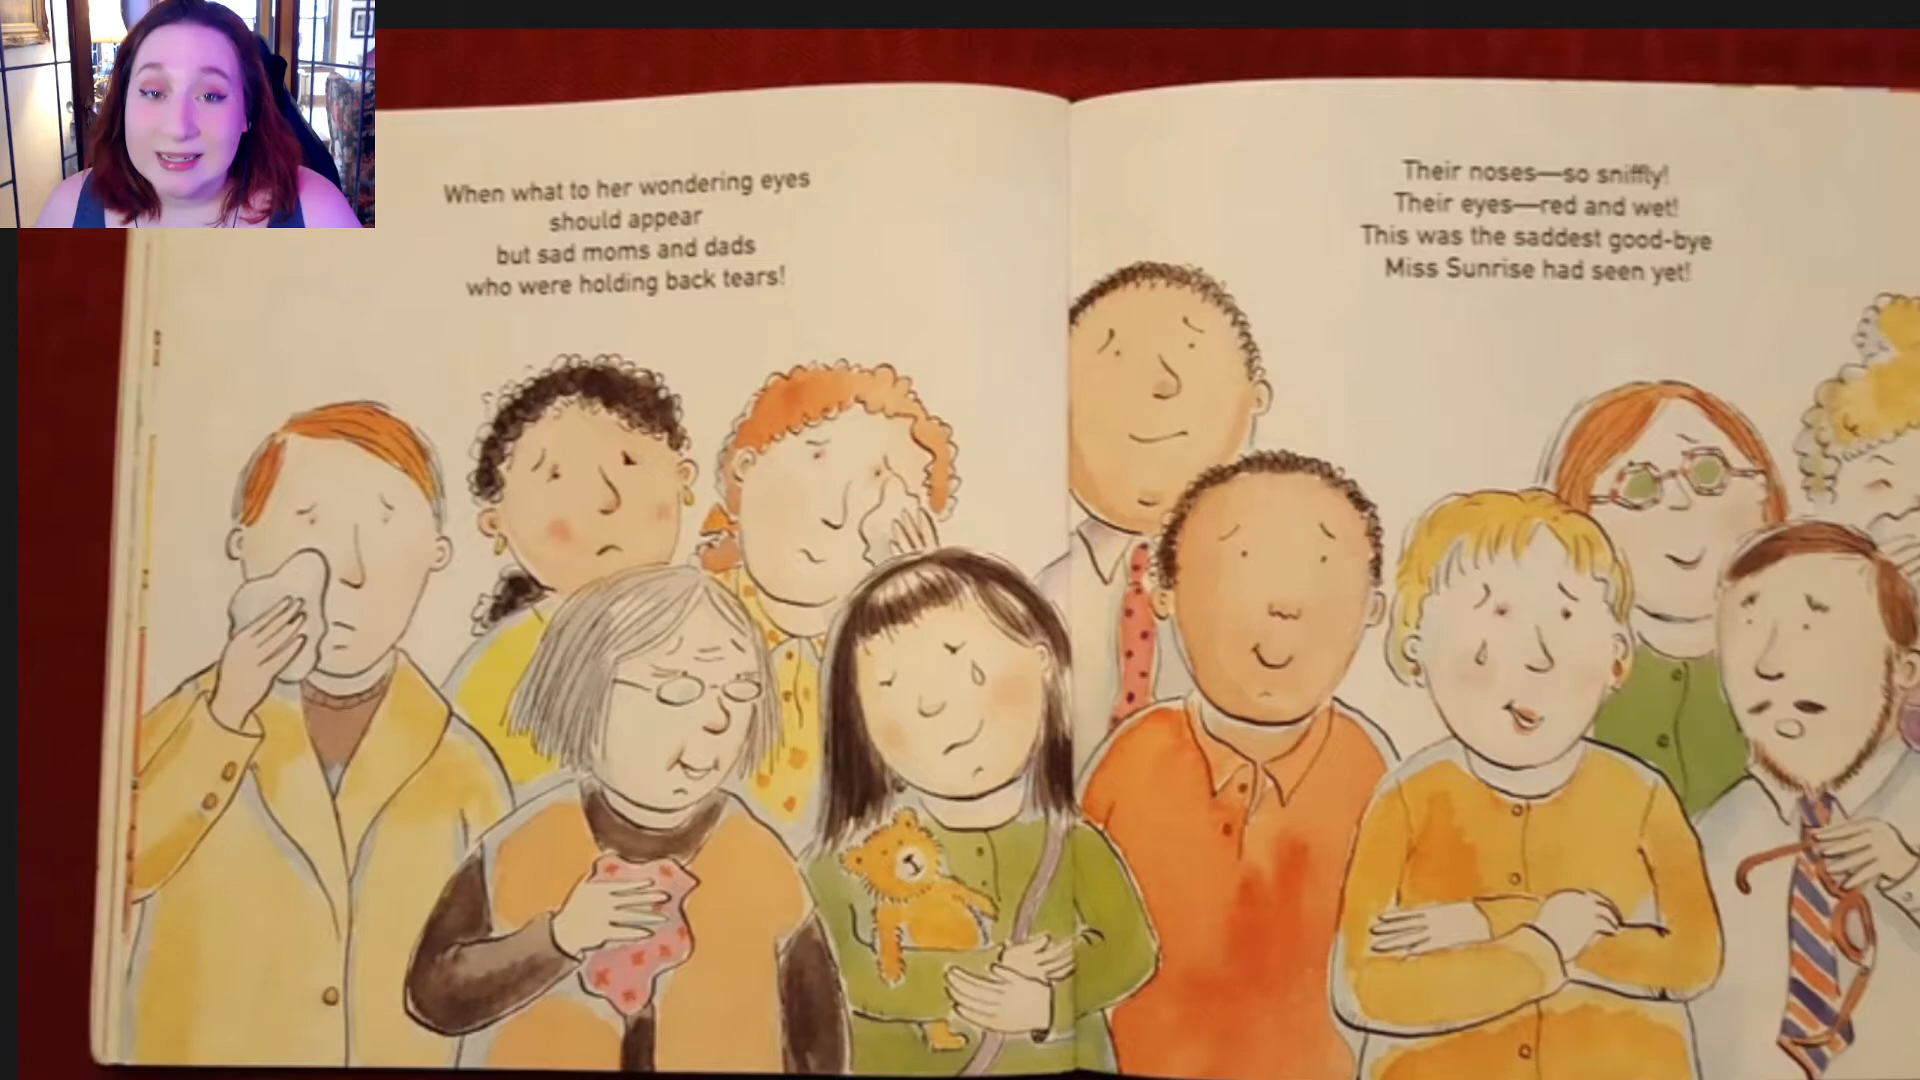 When what to her wondering eyes
should appear
but sad moms and dads
who were holding back tears!
Their noses—so sniffly!
Their eyes—red and wet!
This was the saddest good-bye
Miss Sunrise had seen yet!